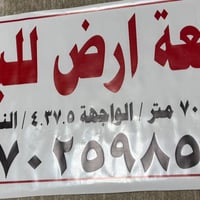 عة ارض للب
٧٠ متر / الواجهة ٤.٣٧.٥ / الن
٧٠٢٥٩٨٥